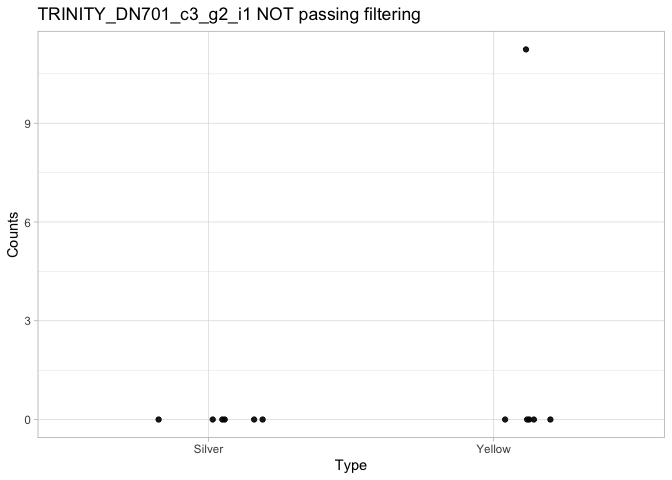 TRINITY_DN701_c3_g2_i1 NOT passing filtering
9
6
3
0
Counts
Silver
Yellow
Type